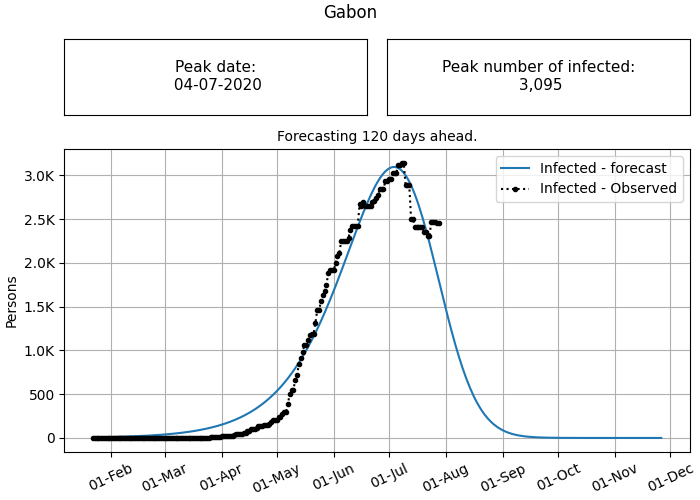 Gabon
Peak date:
04-07-2020
Peak number of infected:
3,095
Forecasting 120 days ahead.
Infected - forecast
Infected - Observed
3.0K
2.5K
2.0K
1.5K
1.0K
500
0
Persons
01-Feb
01-Mar
01-Apr
01-May
01-Jun
01-Jul
01-Aug
01-Sep
01-Oct
01-Nov
01-Dec